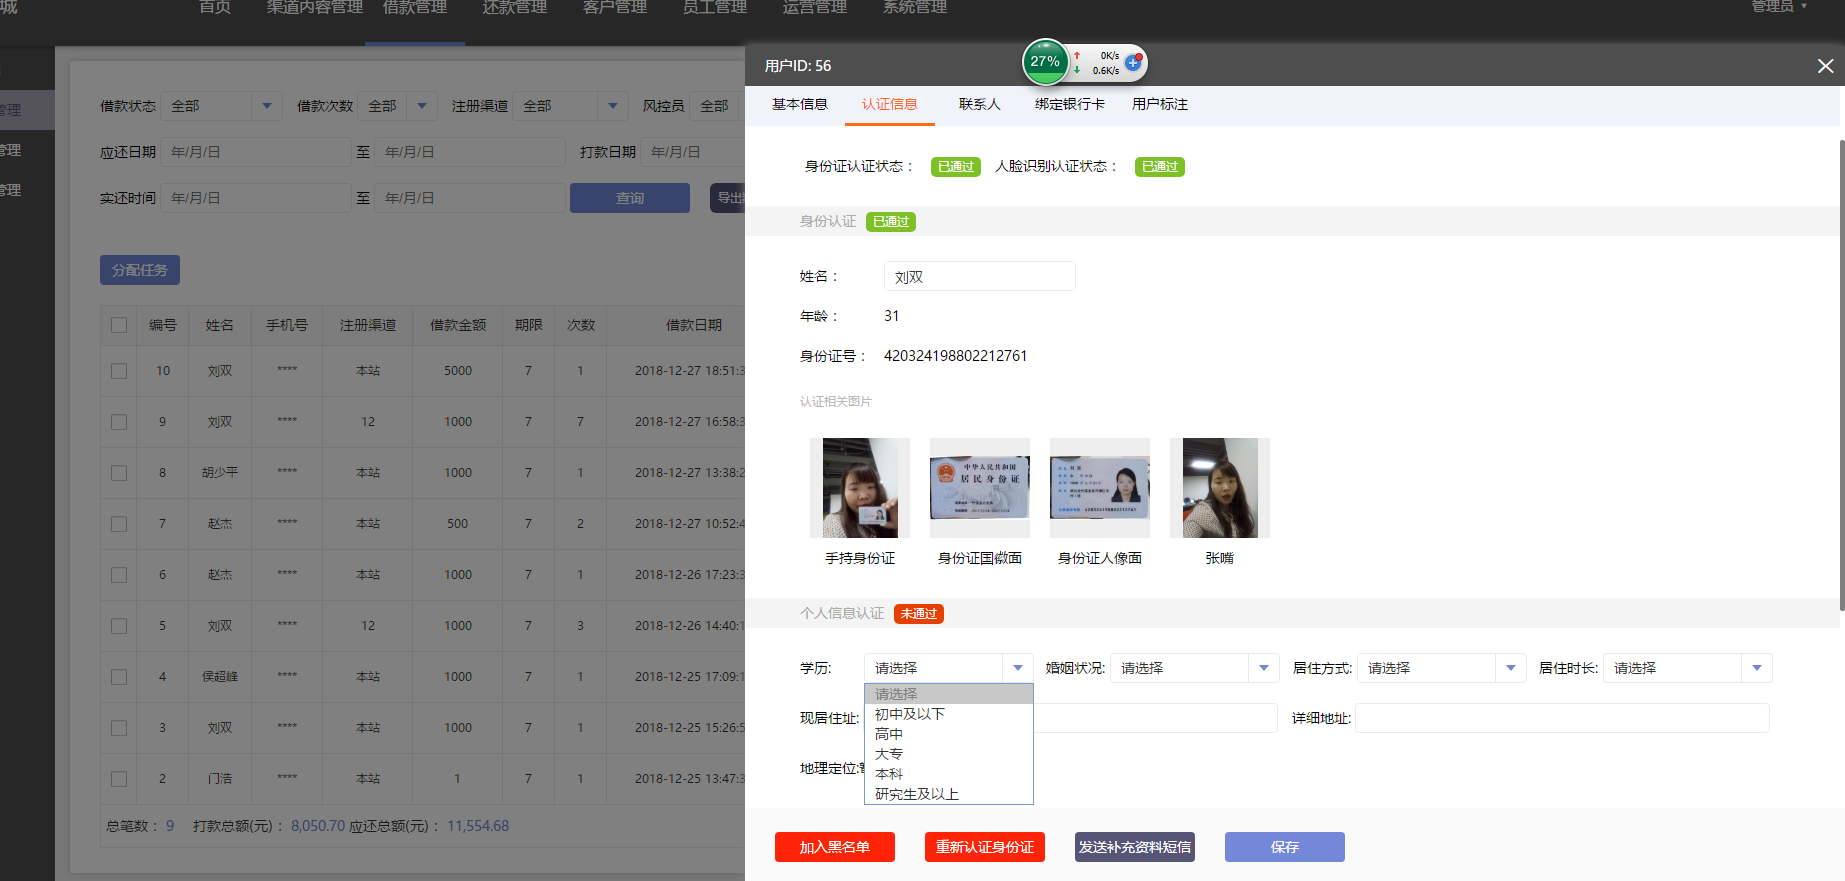 城 首页 渠道内容管理 借款管理 还款管理 客户管理 员工管理 运营管理 系统管理 管理员
管理
管理
管理
借款状态 全部 借款次数 全部 注册渠道 全部 风控员 全部
应还日期 年/月/日 至 年/月/日 打款日期 年/月/日
实还时间 年/月/日 至 年/月/日 查询 导出
分配任务
编号 姓名 手机号 注册渠道 借款金额 期限 次数 借款日期
10 刘双 **** 本站 5000 7 1 2018-12-27 18:51:3
9 刘双 **** 12 1000 7 7 2018-12-27 16:58:3
8 胡少平 **** 本站 1000 7 1 2018-12-27 13:38:2
7 赵杰 **** 本站 500 7 2 2018-12-27 10:52:4
6 赵杰 **** 本站 1000 7 1 2018-12-26 17:23:3
5 刘双 **** 12 1000 7 3 2018-12-26 14:40:1
4 侯超峰 **** 本站 1000 7 1 2018-12-25 17:09:1
3 刘双 **** 本站 1000 7 1 2018-12-25 15:26:5
2 门浩 **** 本站 1 7 1 2018-12-25 13:47:3
总笔数： 9 打款总额(元)： 8,050.70 应还总额(元)： 11,554.68
用户ID: 56
27% 0K/s
0.6K/s
基本信息 认证信息 联系人 绑定银行卡 用户标注
身份证认证状态： 已通过 人脸识别认证状态： 已通过
身份认证 已通过
姓名： 刘双
年龄： 31
身份证号： 420324198802212761
认证相关图片
中华人民共和国
居民身份证
420324198802212761
手持身份证 身份证国徽面 身份证人像面 张嘴
个人信息认证 未通过
学历: 请选择 婚姻状况: 请选择 居住方式: 请选择 居住时长: 请选择
请选择
初中及以下
高中
大专
本科
研究生及以上
现居住址: 详细地址:
地理定位:
加入黑名单 重新认证身份证 发送补充资料短信 保存